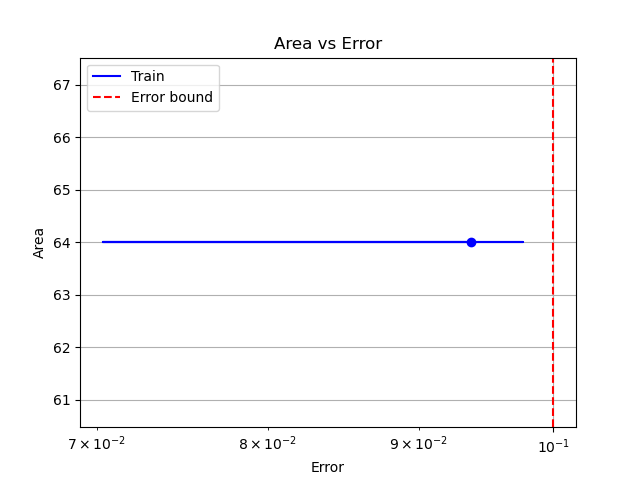 Area vs Error
Train
Error bound
67
66
65
64
63
62
61
Area
7 × 10⁻²
8 × 10⁻²
9 × 10⁻²
10⁻¹
Error